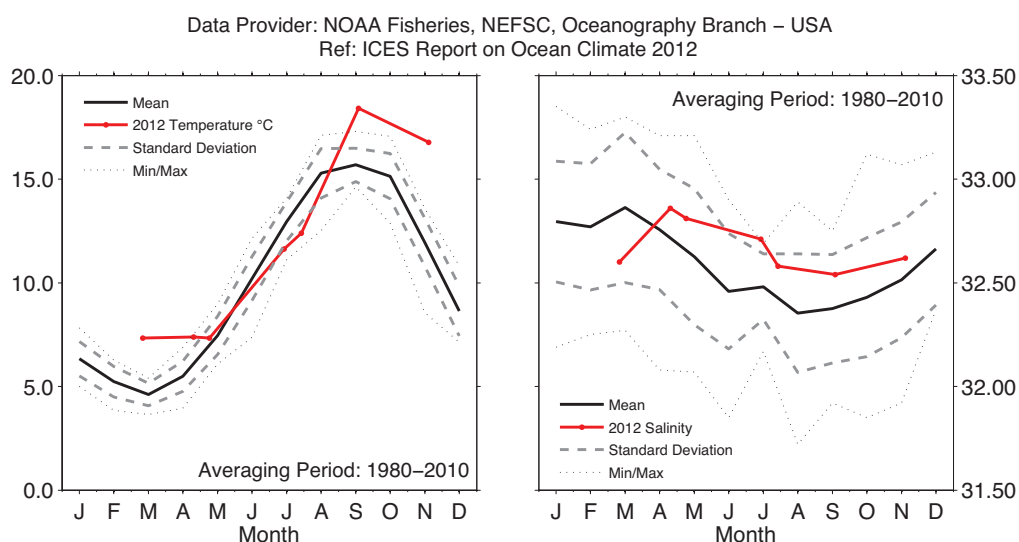 Data Provider: NOAA Fisheries, NEFSC, Oceanography Branch – USA
Ref: ICES Report on Ocean Climate 2012
20.0
15.0
10.0
5.0
0.0
Mean
2012 Temperature °C
Standard Deviation
Min/Max
Averaging Period: 1980–2010
J F M A M J J A S O N D
Month
Averaging Period: 1980–2010
33.50
33.00
32.50
32.00
31.50
Mean
2012 Salinity
Standard Deviation
Min/Max
J F M A M J J A S O N D
Month